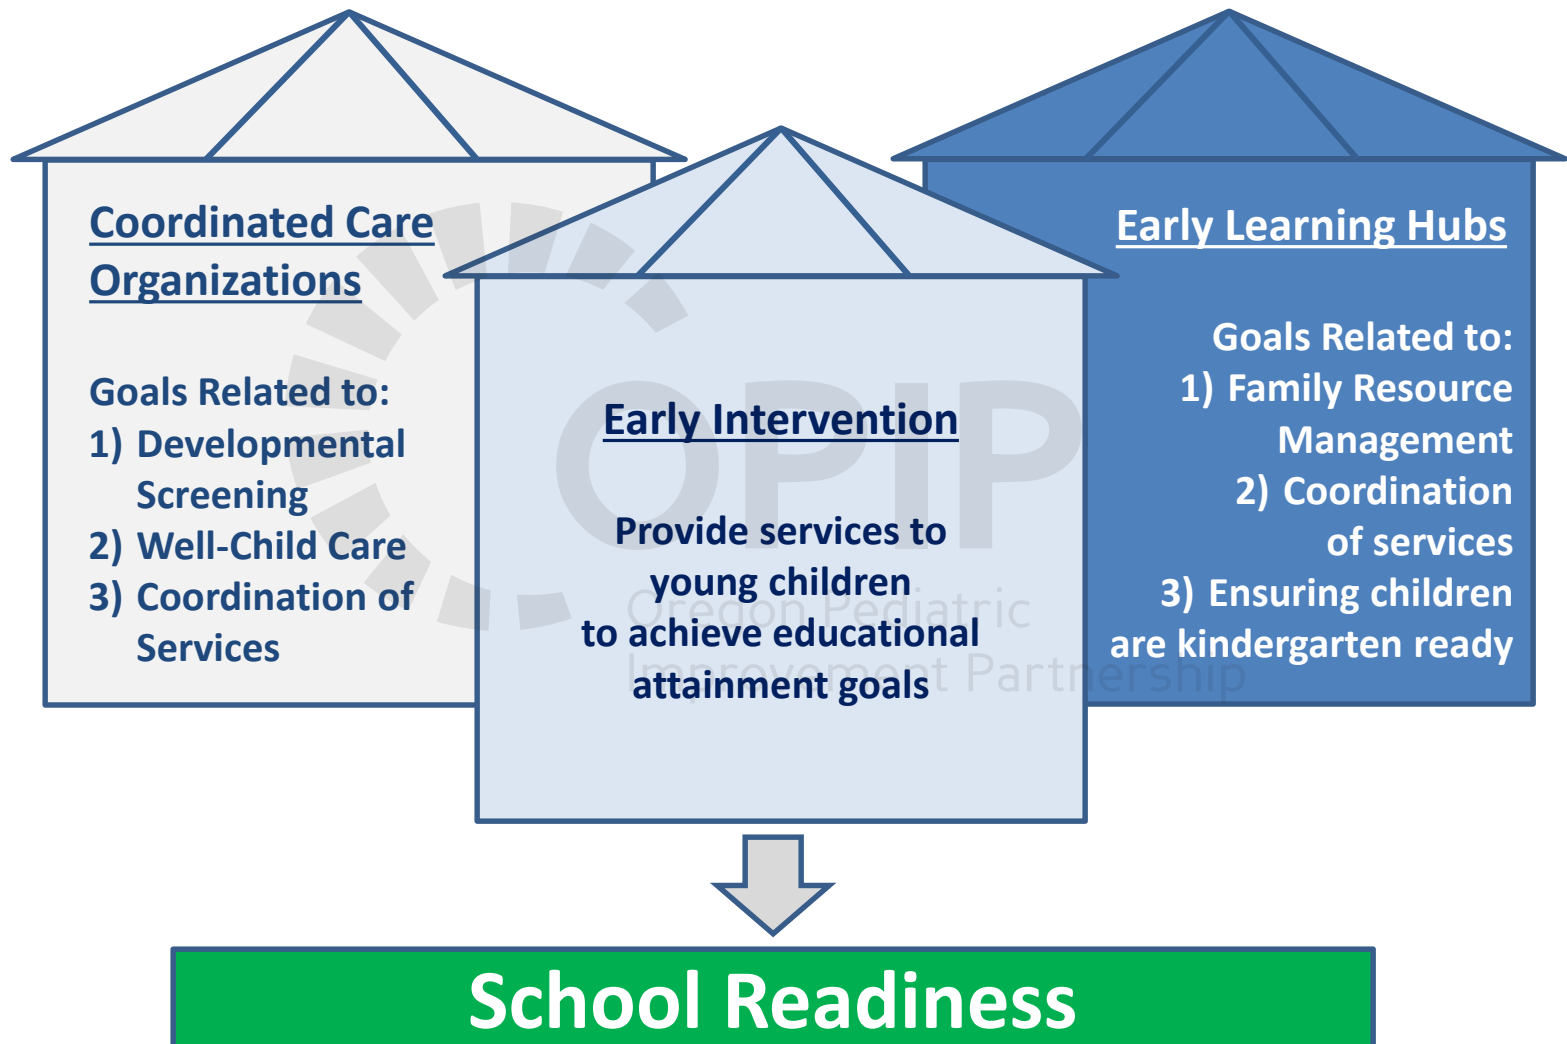 Coordinated Care
Organizations
Goals Related to:
1) Developmental
Screening
2) Well-Child Care
3) Coordination of
Services
Early Intervention
Provide services to
young children
to achieve educational
attainment goals
Early Learning Hubs
Goals Related to:
1) Family Resource
Management
2) Coordination
of services
3) Ensuring children
are kindergarten ready
OPIP
Oregon Pediatric
Improvement Partnership
School Readiness